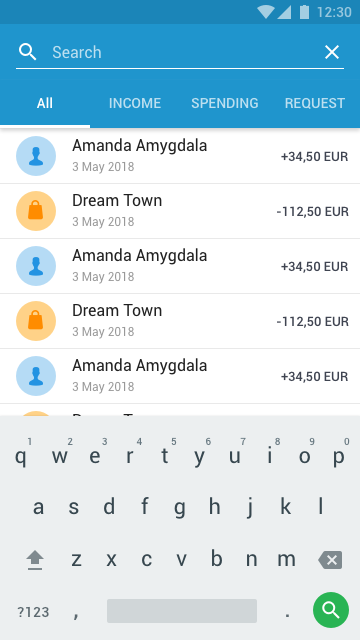 12:30
Search
All INCOME SPENDING REQUEST
Amanda Amygdala
3 May 2018
+34,50 EUR
Dream Town
3 May 2018
-112,50 EUR
Amanda Amygdala
3 May 2018
+34,50 EUR
Dream Town
3 May 2018
-112,50 EUR
Amanda Amygdala
3 May 2018
+34,50 EUR
1 2 3 4 5 6 7 8 9 0
q w e r t y u i o p
a s d f g h j k l
z x c v b n m
?123 , .